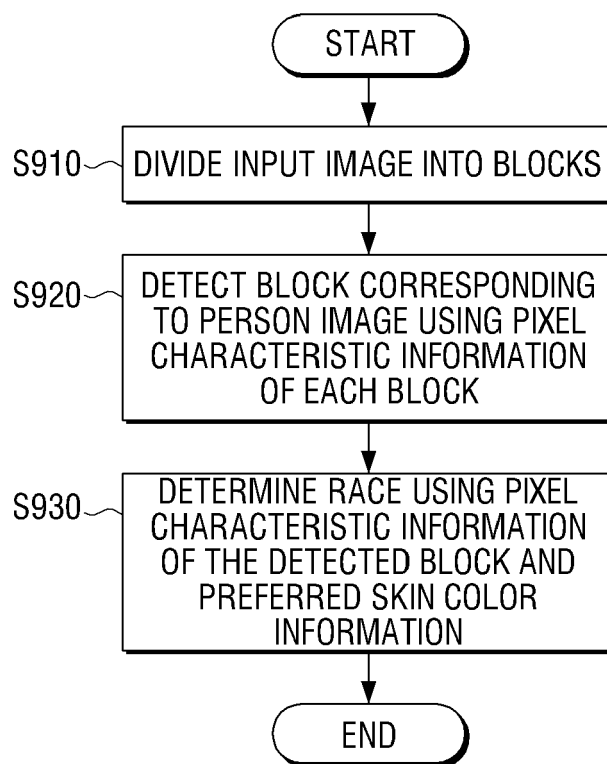 START
S910
DIVIDE INPUT IMAGE INTO BLOCKS
S920
DETECT BLOCK CORRESPONDING
TO PERSON IMAGE USING PIXEL
CHARACTERISTIC INFORMATION
OF EACH BLOCK
S930
DETERMINE RACE USING PIXEL
CHARACTERISTIC INFORMATION
OF THE DETECTED BLOCK AND
PREFERRED SKIN COLOR
INFORMATION
END